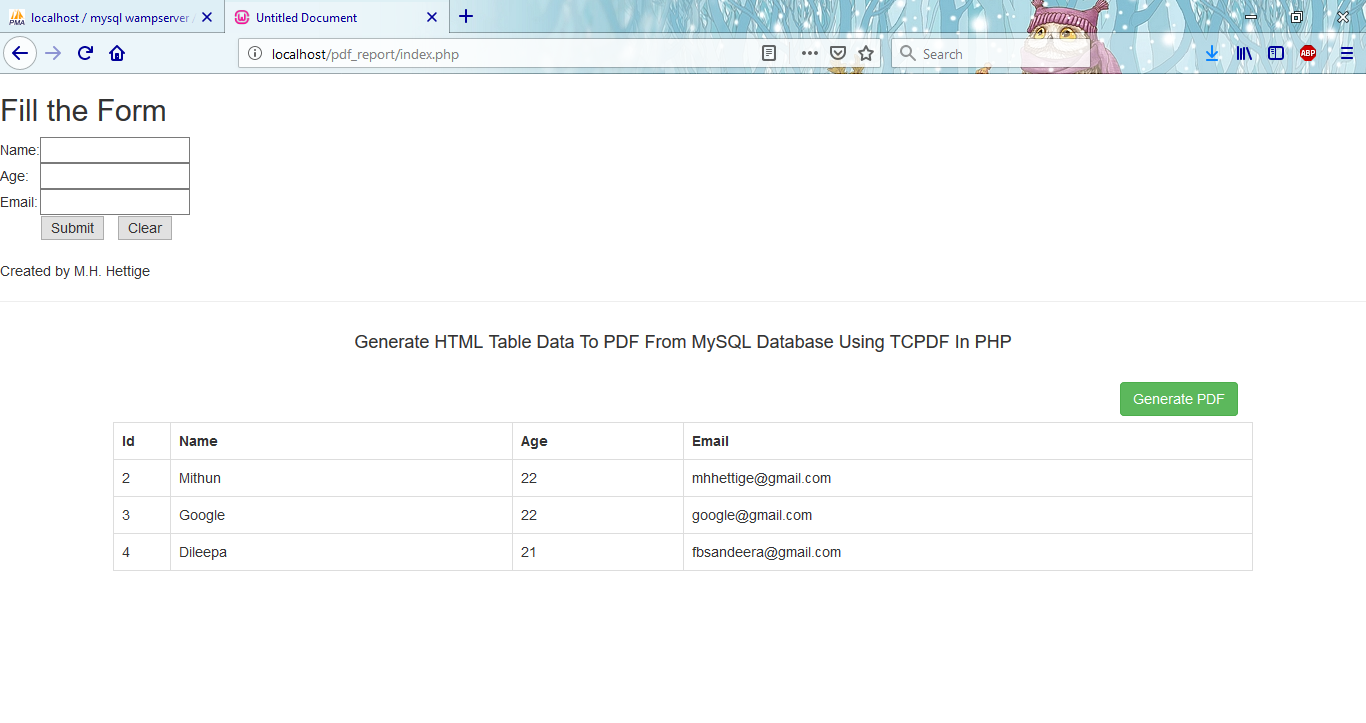 PMA localhost / mysql wampserver / Untitled Document
localhost/pdf_report/index.php Search ABP
Fill the Form
Name:
Age:
Email:
Submit Clear
Created by M.H. Hettige
Generate HTML Table Data To PDF From MySQL Database Using TCPDF In PHP
Generate PDF
Id Name Age Email
2 Mithun 22 mhhettige@gmail.com
3 Google 22 google@gmail.com
4 Dileepa 21 fbsandeera@gmail.com